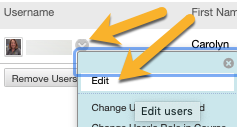 Username
First Name
Carolyn
Remove Users
Edit
Change U
d
Edit users
Change User's Role in Course